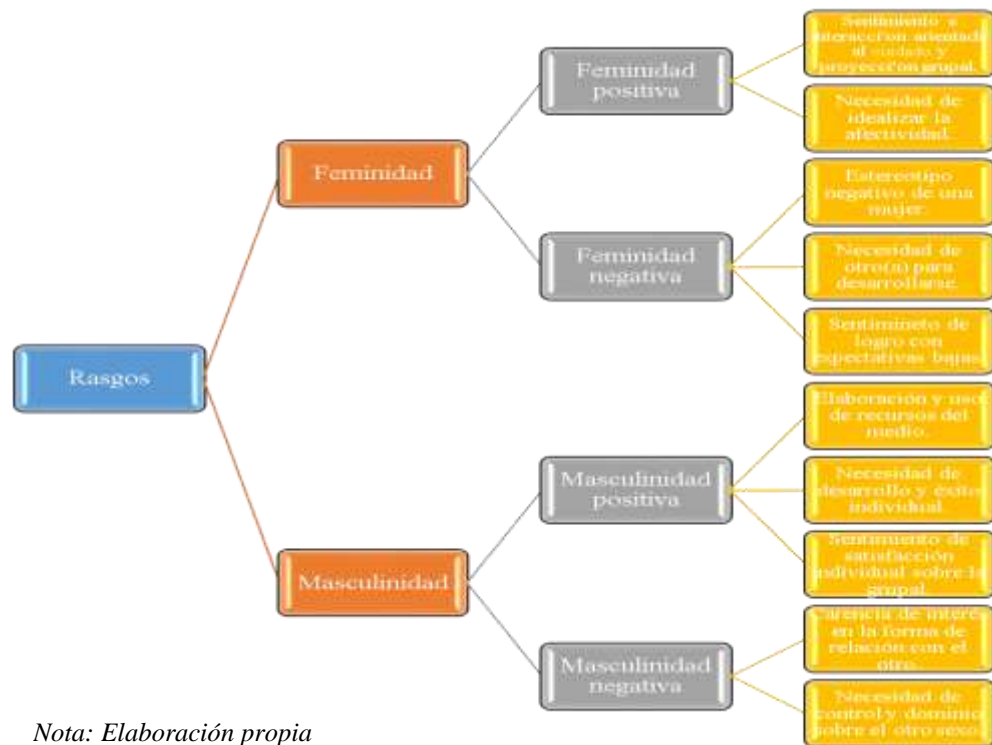 Sentimiento e
interacción orientado
al cuidado y
proyección grupal.
Feminidad
positiva
Necesidad de
idealizar la
afectividad.
Feminidad
Estereotipo
negativo de una
mujer.
Feminidad
negativa
Necesidad de
otro(a) para
desarrollarse.
Sentimineto de
logro con
expectativas bajas.
Rasgos
Elaboración y uso
de recursos del
medio.
Masculinidad
positiva
Necesidad de
desarrollo y éxito
individual
Sentimiento de
satisfacción
individual sobre la
grupal.
Masculinidad
Carencia de interés
en la forma de
relación con el
otro.
Masculinidad
negativa
Necesidad de
control y dominio
sobre el otro sexo.
Nota: Elaboración propia